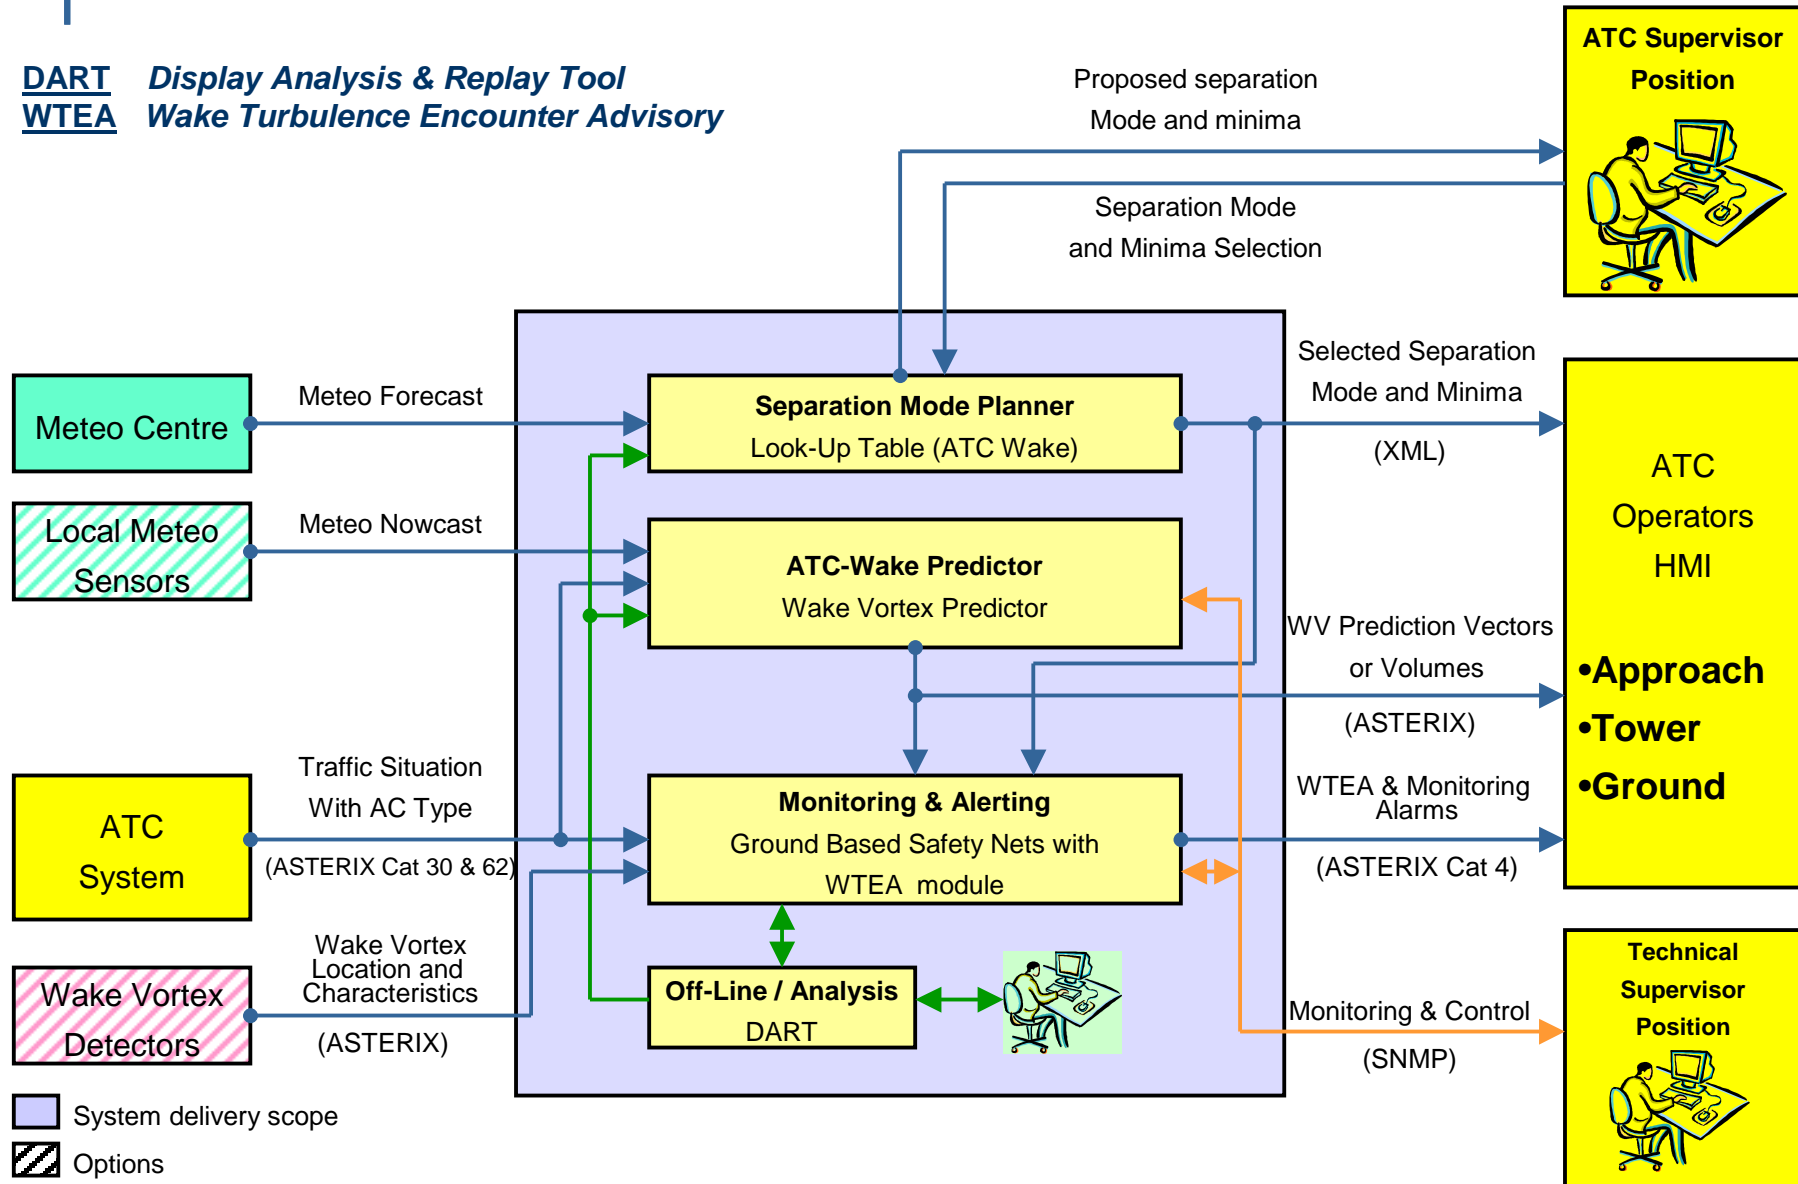 DART Display Analysis & Replay Tool
WTEA Wake Turbulence Encounter Advisory
ATC Supervisor
Position
Proposed separation
Mode and minima
Separation Mode
and Minima Selection
Meteo Centre
Meteo Forecast
Separation Mode Planner
Look-Up Table (ATC Wake)
Selected Separation
Mode and Minima
(XML)
Local Meteo
Sensors
Meteo Nowcast
ATC-Wake Predictor
Wake Vortex Predictor
WV Prediction Vectors
or Volumes
(ASTERIX)
ATC
Operators
HMI
•Approach
•Tower
•Ground
ATC
System
Traffic Situation
With AC Type
(ASTERIX Cat 30 & 62)
Monitoring & Alerting
Ground Based Safety Nets with
WTEA module
WTEA & Monitoring
Alarms
(ASTERIX Cat 4)
Wake Vortex
Detectors
Wake Vortex
Location and
Characteristics
(ASTERIX)
Off-Line / Analysis
DART
Monitoring & Control
(SNMP)
Technical
Supervisor
Position
System delivery scope
Options